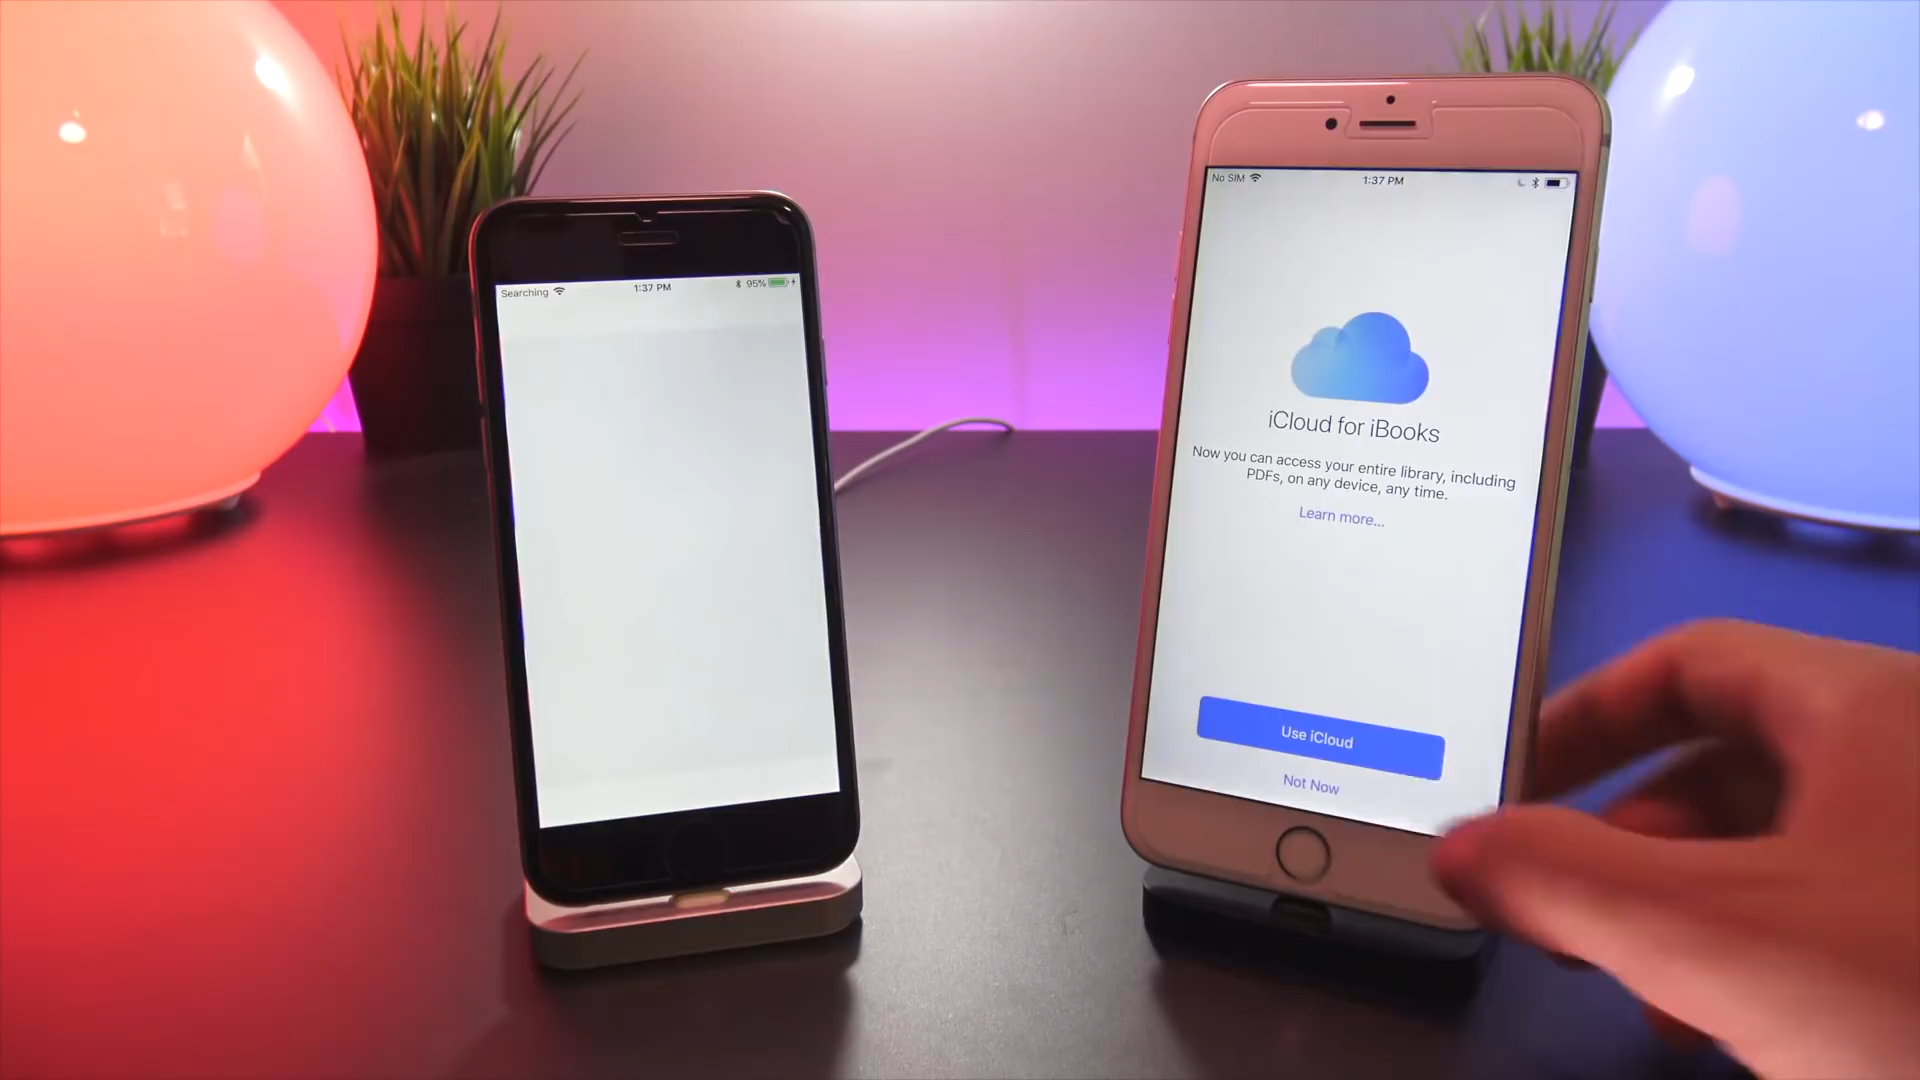 Searching 1:37 PM 95%
No SIM 1:37 PM
iCloud for iBooks
Now you can access your entire library, including
PDFs, on any device, any time.
Learn more...
Use iCloud
Not Now